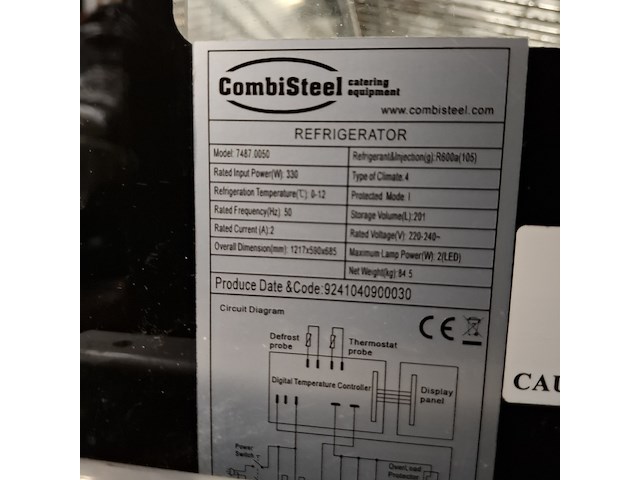 CombiSteel catering equipment
www.combisteel.com
REFRIGERATOR
Model: 7487.0050
Refrigerant&Injection(g):R600a(105)
Rated Input Power(W): 330
Type of Climate:4
Refrigeration Temperature(℃): 0-12
Protected Mode: I
Rated Frequency(Hz): 50
Storage Volume(L): 201
Rated Current (A):2
Rated Voltage(V): 220-240~
Overall Dimension(mm): 1217x590x685
Maximum Lamp Power(W): 2(LED)
Net Weight(kg):84.5
Produce Date &Code:9241040900030
Circuit Diagram
CE
Defrost probe
Thermostat probe
Digital Temperature Controller
Display panel
CAU
Power Switch
OverLoad
Protector